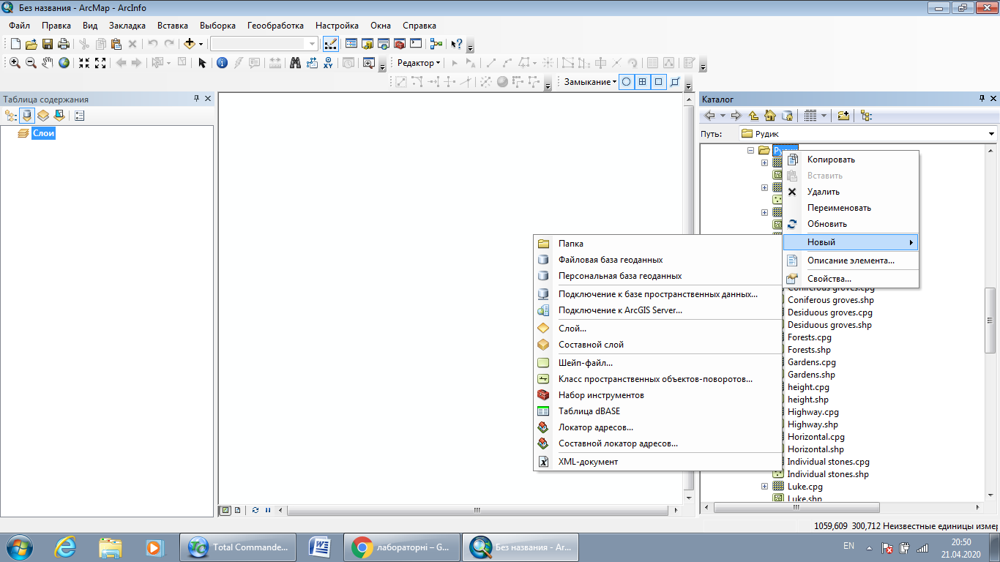 Без названия - ArcMap - ArcInfo
Файл Правка Вид Закладка Вставка Выборка Геообработка Настройка Окна Справка
Редактор
Замыкание
Таблица содержания
Слои
Каталог
Путь: Рудик
Копировать
Вставить
Удалить
Переименовать
Обновить
Новый
Описание элемента...
Свойства...
Папка
Файловая база геоданных
Персональная база геоданных
Подключение к базе пространственных данных...
Подключение к ArcGIS Server...
Слой...
Составной слой
Шейп-файл...
Класс пространственных объектов-поворотов...
Набор инструментов
Таблица dBASE
Локатор адресов...
Составной локатор адресов...
XML-документ
Coniferous groves.cpg
Coniferous groves.shp
Desiduous groves.cpg
Desiduous groves.shp
Forests.cpg
Forests.shp
Gardens.cpg
Gardens.shp
height.cpg
height.shp
Highway.cpg
Highway.shp
Horizontal.cpg
Horizontal.shp
Individual stones.cpg
Individual stones.shp
Luke.cpg
Luke.shp
1059,609 300,712 Неизвестные единицы измер
Total Commande...
лабораторні – G...
Без названия - Ar...
EN
20:50
21.04.2020